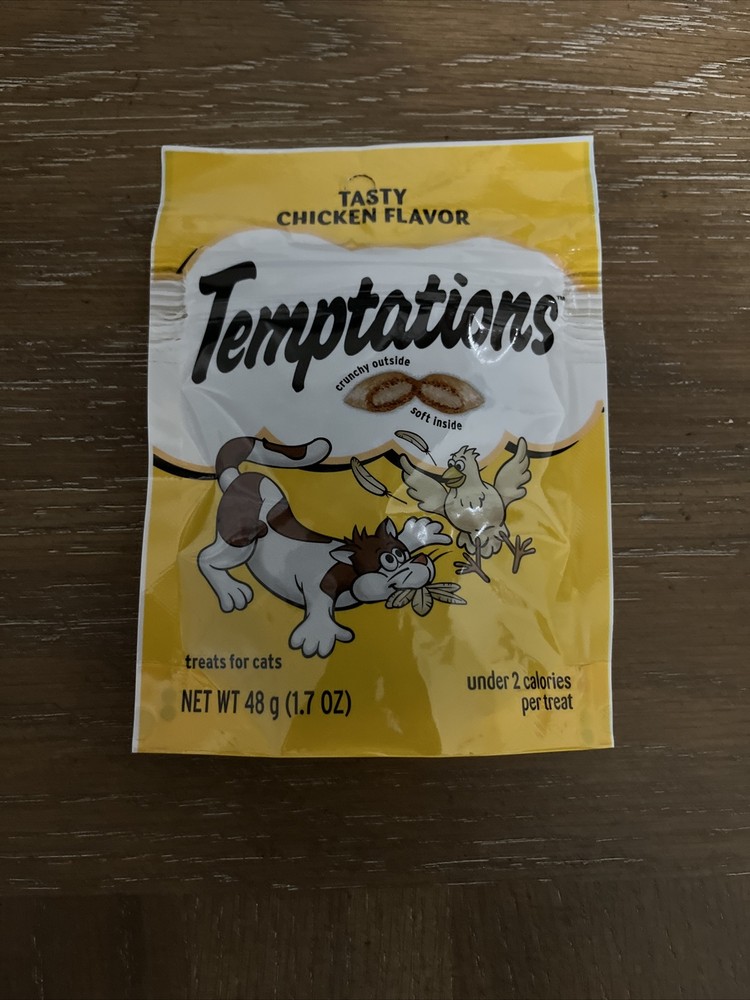 TASTY
CHICKEN FLAVOR
Temptations™
crunchy outside
soft inside
treats for cats
NET WT 48 g (1.7 OZ)
under 2 calories
per treat